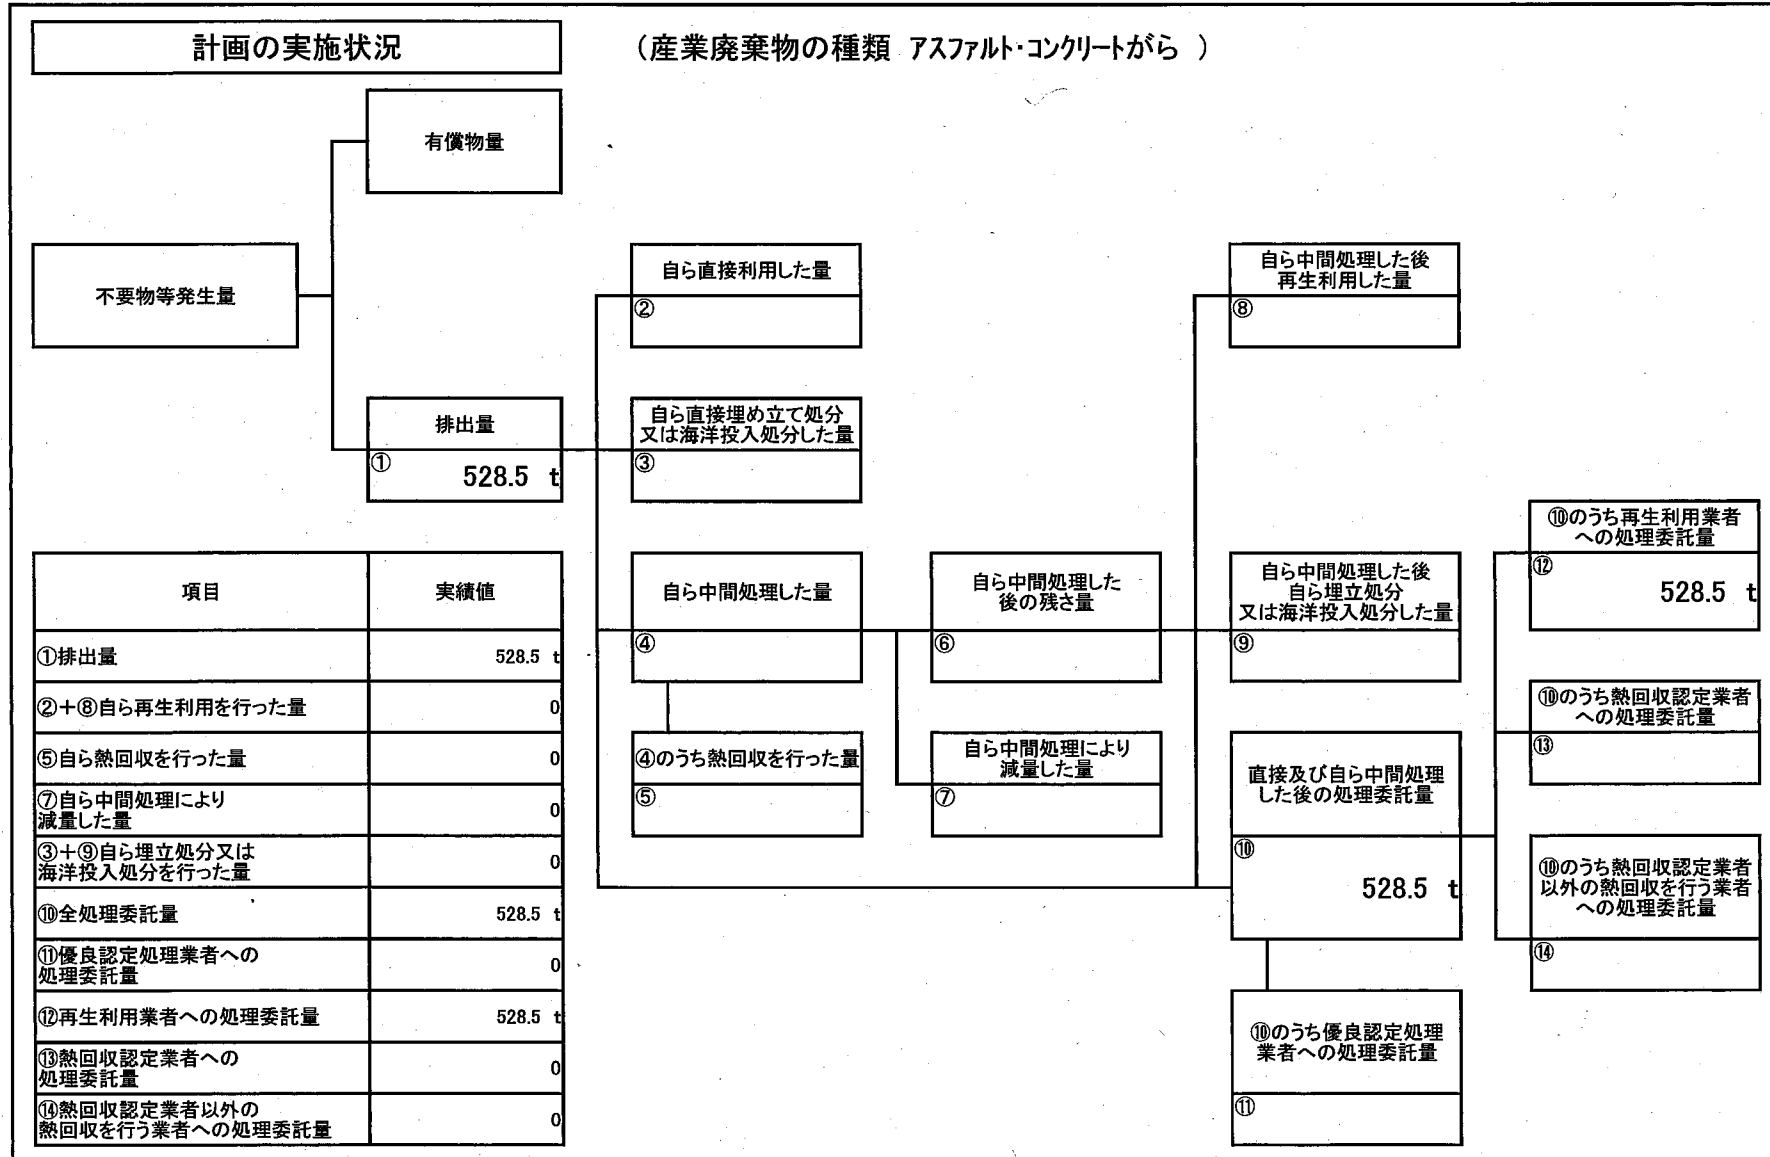 計画の実施状況
（産業廃棄物の種類 アスファルト・コンクリートがら ）
有償物量
不要物等発生量
自ら直接利用した量
②
自ら中間処理した後
再生利用した量
⑧
排出量
①
528.5 t
自ら直接埋め立て処分
又は海洋投入処分した量
③
⑩のうち再生利用業者
への処理委託量
⑫
528.5 t
自ら中間処理した量
④
自ら中間処理した
後の残さ量
⑥
自ら中間処理した後
自ら埋立処分
又は海洋投入処分した量
⑨
⑩のうち熱回収認定業者
への処理委託量
⑬
④のうち熱回収を行った量
⑤
自ら中間処理により
減量した量
⑦
直接及び自ら中間処理
した後の処理委託量
⑩
528.5 t
⑩のうち熱回収認定業者
以外の熱回収を行う業者
への処理委託量
⑭
⑩のうち優良認定処理
業者への処理委託量
⑪
項目 実績値
①排出量 528.5 t
②＋⑧自ら再生利用を行った量 0
⑤自ら熱回収を行った量 0
⑦自ら中間処理により
減量した量 0
③＋⑨自ら埋立処分又は
海洋投入処分を行った量 0
⑩全処理委託量 528.5 t
⑪優良認定処理業者への
処理委託量 0
⑫再生利用業者への処理委託量 528.5 t
⑬熱回収認定業者への
処理委託量 0
⑭熱回収認定業者以外の
熱回収を行う業者への処理委託量 0